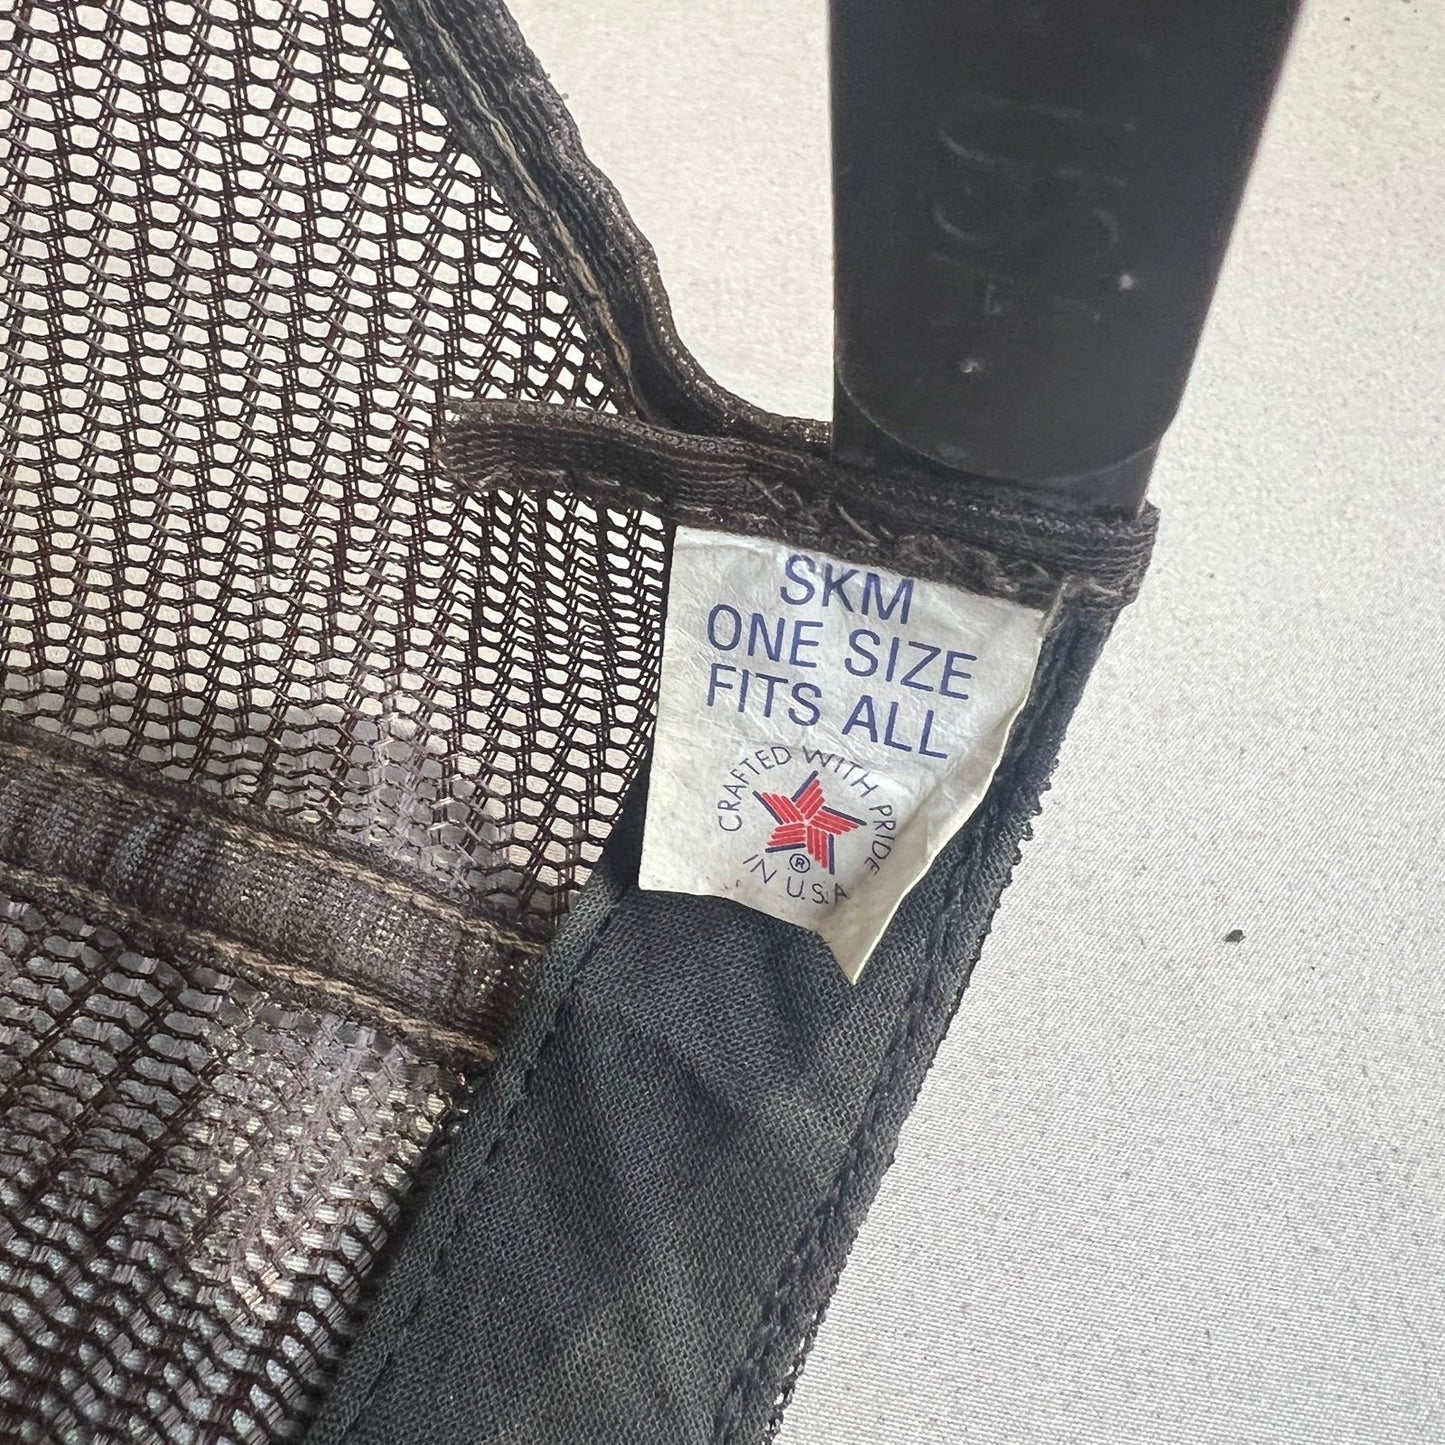 SKM
ONE SIZE
FITS ALL
CRAFTED WITH PRIDE
®
IN U.S.A